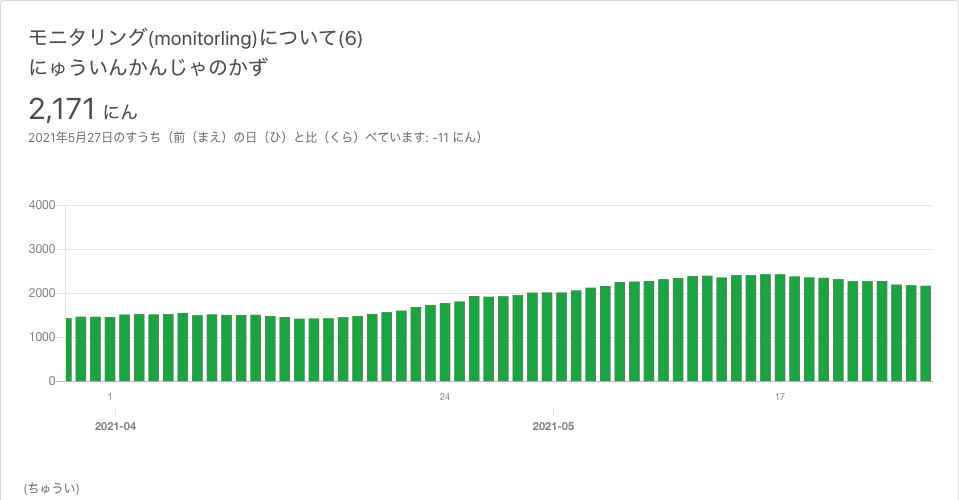 モニタリング(monitorling)について(6)
にゅういんかんじゃのかず
2,171 にん
2021年5月27日のすうち（前（まえ）の日（ひ）と比（くら）べています: -11 にん）
4000
3000
2000
1000
0
1 24 17
2021-04 2021-05
(ちゅうい)